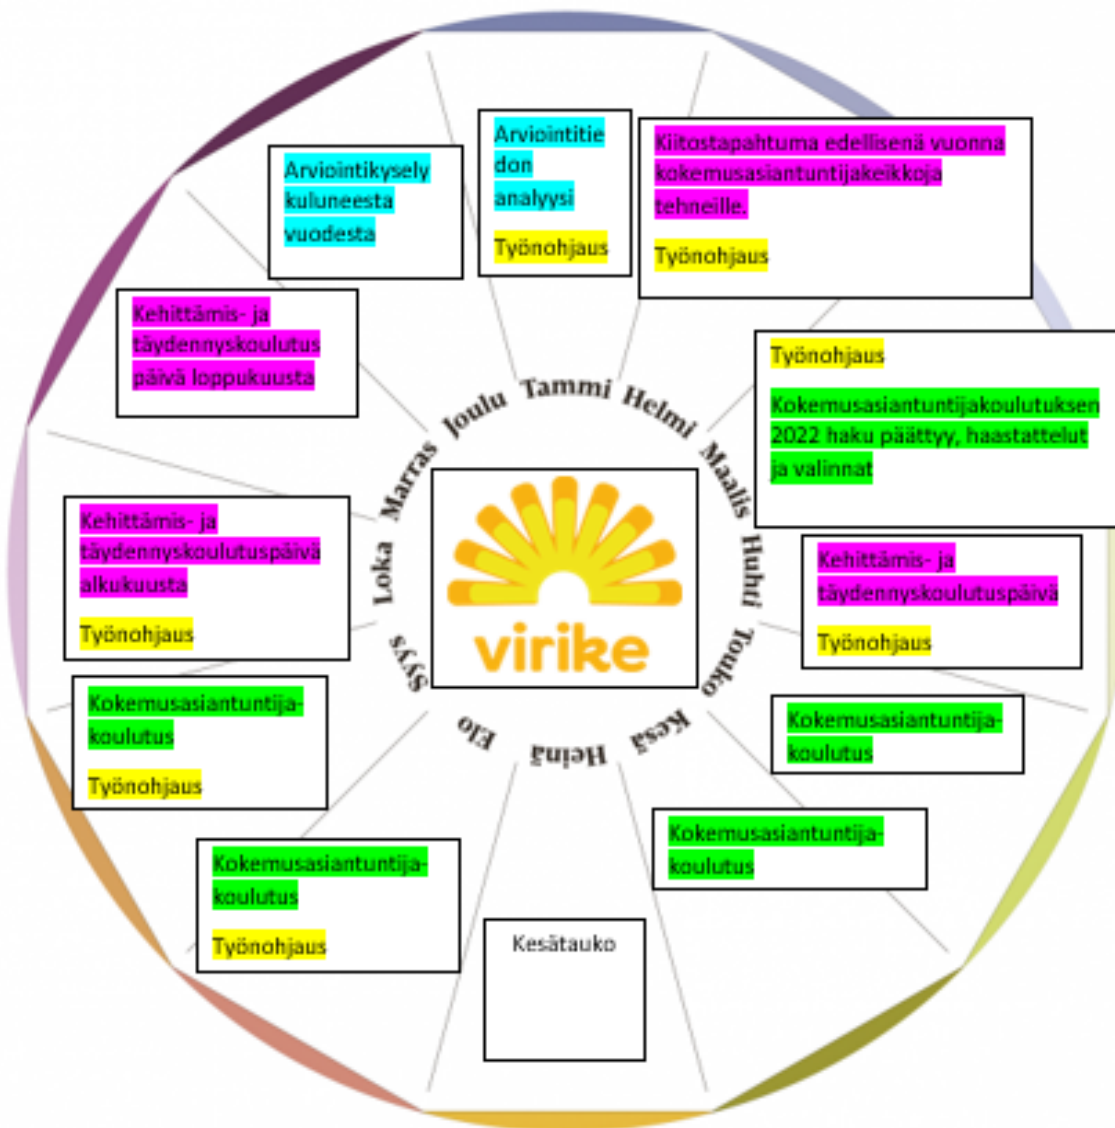 Arviointitie
don
analyysi
Työnohjaus
Kiitostapahtuma edellisenä vuonna
kokemusasiantuntijakeikkoja
tehneille.
Työnohjaus
Työnohjaus
Kokemusasiantuntijakoulutuksen
2022 haku päättyy, haastattelut
ja valinnat
Kehittämis- ja
täydennyskoulutuspäivä
Työnohjaus
Kokemusasiantuntija-
koulutus
Kokemusasiantuntija-
koulutus
Kesätauko
Kokemusasiantuntija-
koulutus
Työnohjaus
Kokemusasiantuntija-
koulutus
Työnohjaus
Kehittämis- ja
täydennyskoulutuspäivä
alkukuusta
Työnohjaus
Kehittämis- ja
täydennyskoulutus
päivä loppukuusta
Arviointikysely
kuluneesta
vuodesta
Tammi
Helmi
Maalis
Huhti
Touko
Kesä
Heinä
Elo
Syys
Loka
Marras
Joulu
virike